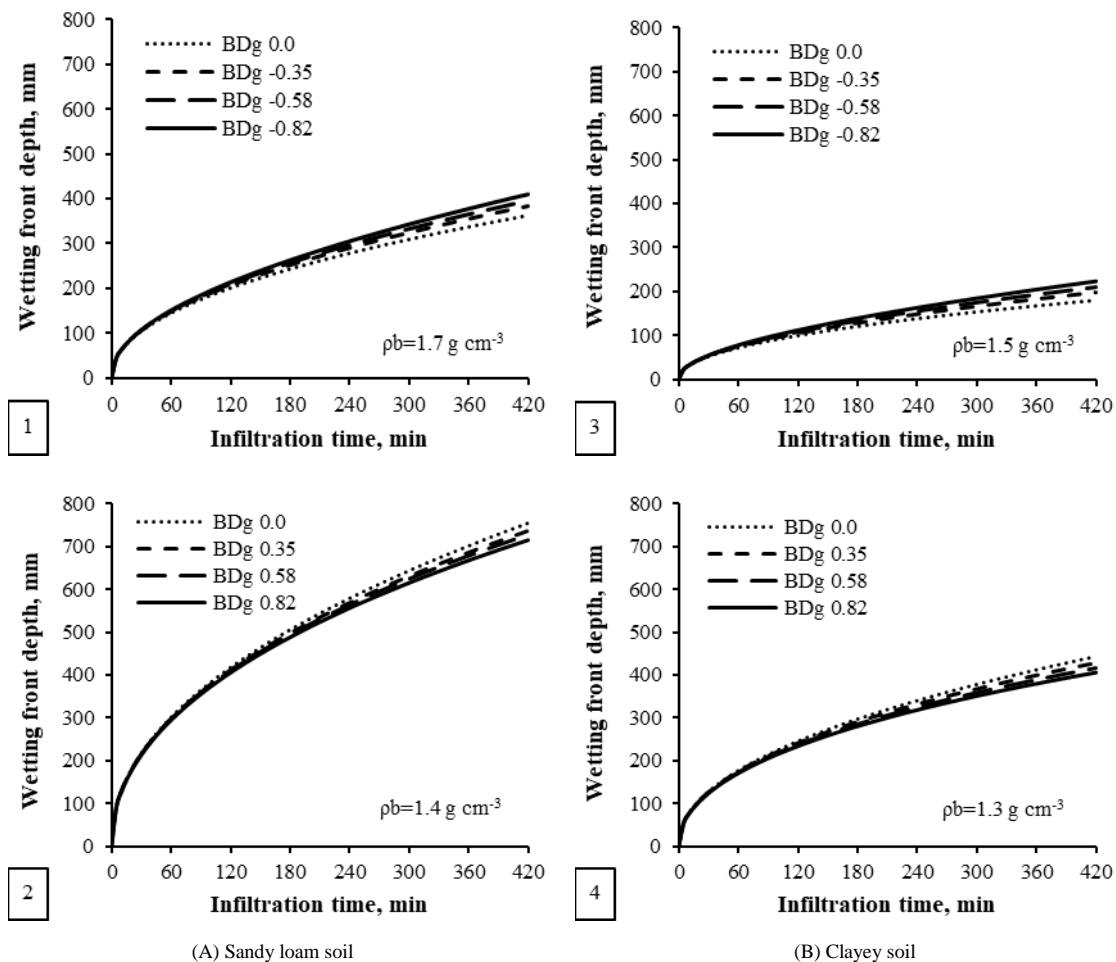 800
700
600
500
400
300
200
100
0
Wetting front depth, mm
BDg 0.0
BDg -0.35
BDg -0.58
BDg -0.82
ρb=1.7 g cm⁻³
0 60 120 180 240 300 360 420
Infiltration time, min
1
800
700
600
500
400
300
200
100
0
Wetting front depth, mm
BDg 0.0
BDg -0.35
BDg -0.58
BDg -0.82
ρb=1.5 g cm⁻³
0 60 120 180 240 300 360 420
Infiltration time, min
3
800
700
600
500
400
300
200
100
0
Wetting front depth, mm
BDg 0.0
BDg 0.35
BDg 0.58
BDg 0.82
ρb=1.4 g cm⁻³
0 60 120 180 240 300 360 420
Infiltration time, min
2
800
700
600
500
400
300
200
100
0
Wetting front depth, mm
BDg 0.0
BDg 0.35
BDg 0.58
BDg 0.82
ρb=1.3 g cm⁻³
0 60 120 180 240 300 360 420
Infiltration time, min
4
(A) Sandy loam soil
(B) Clayey soil